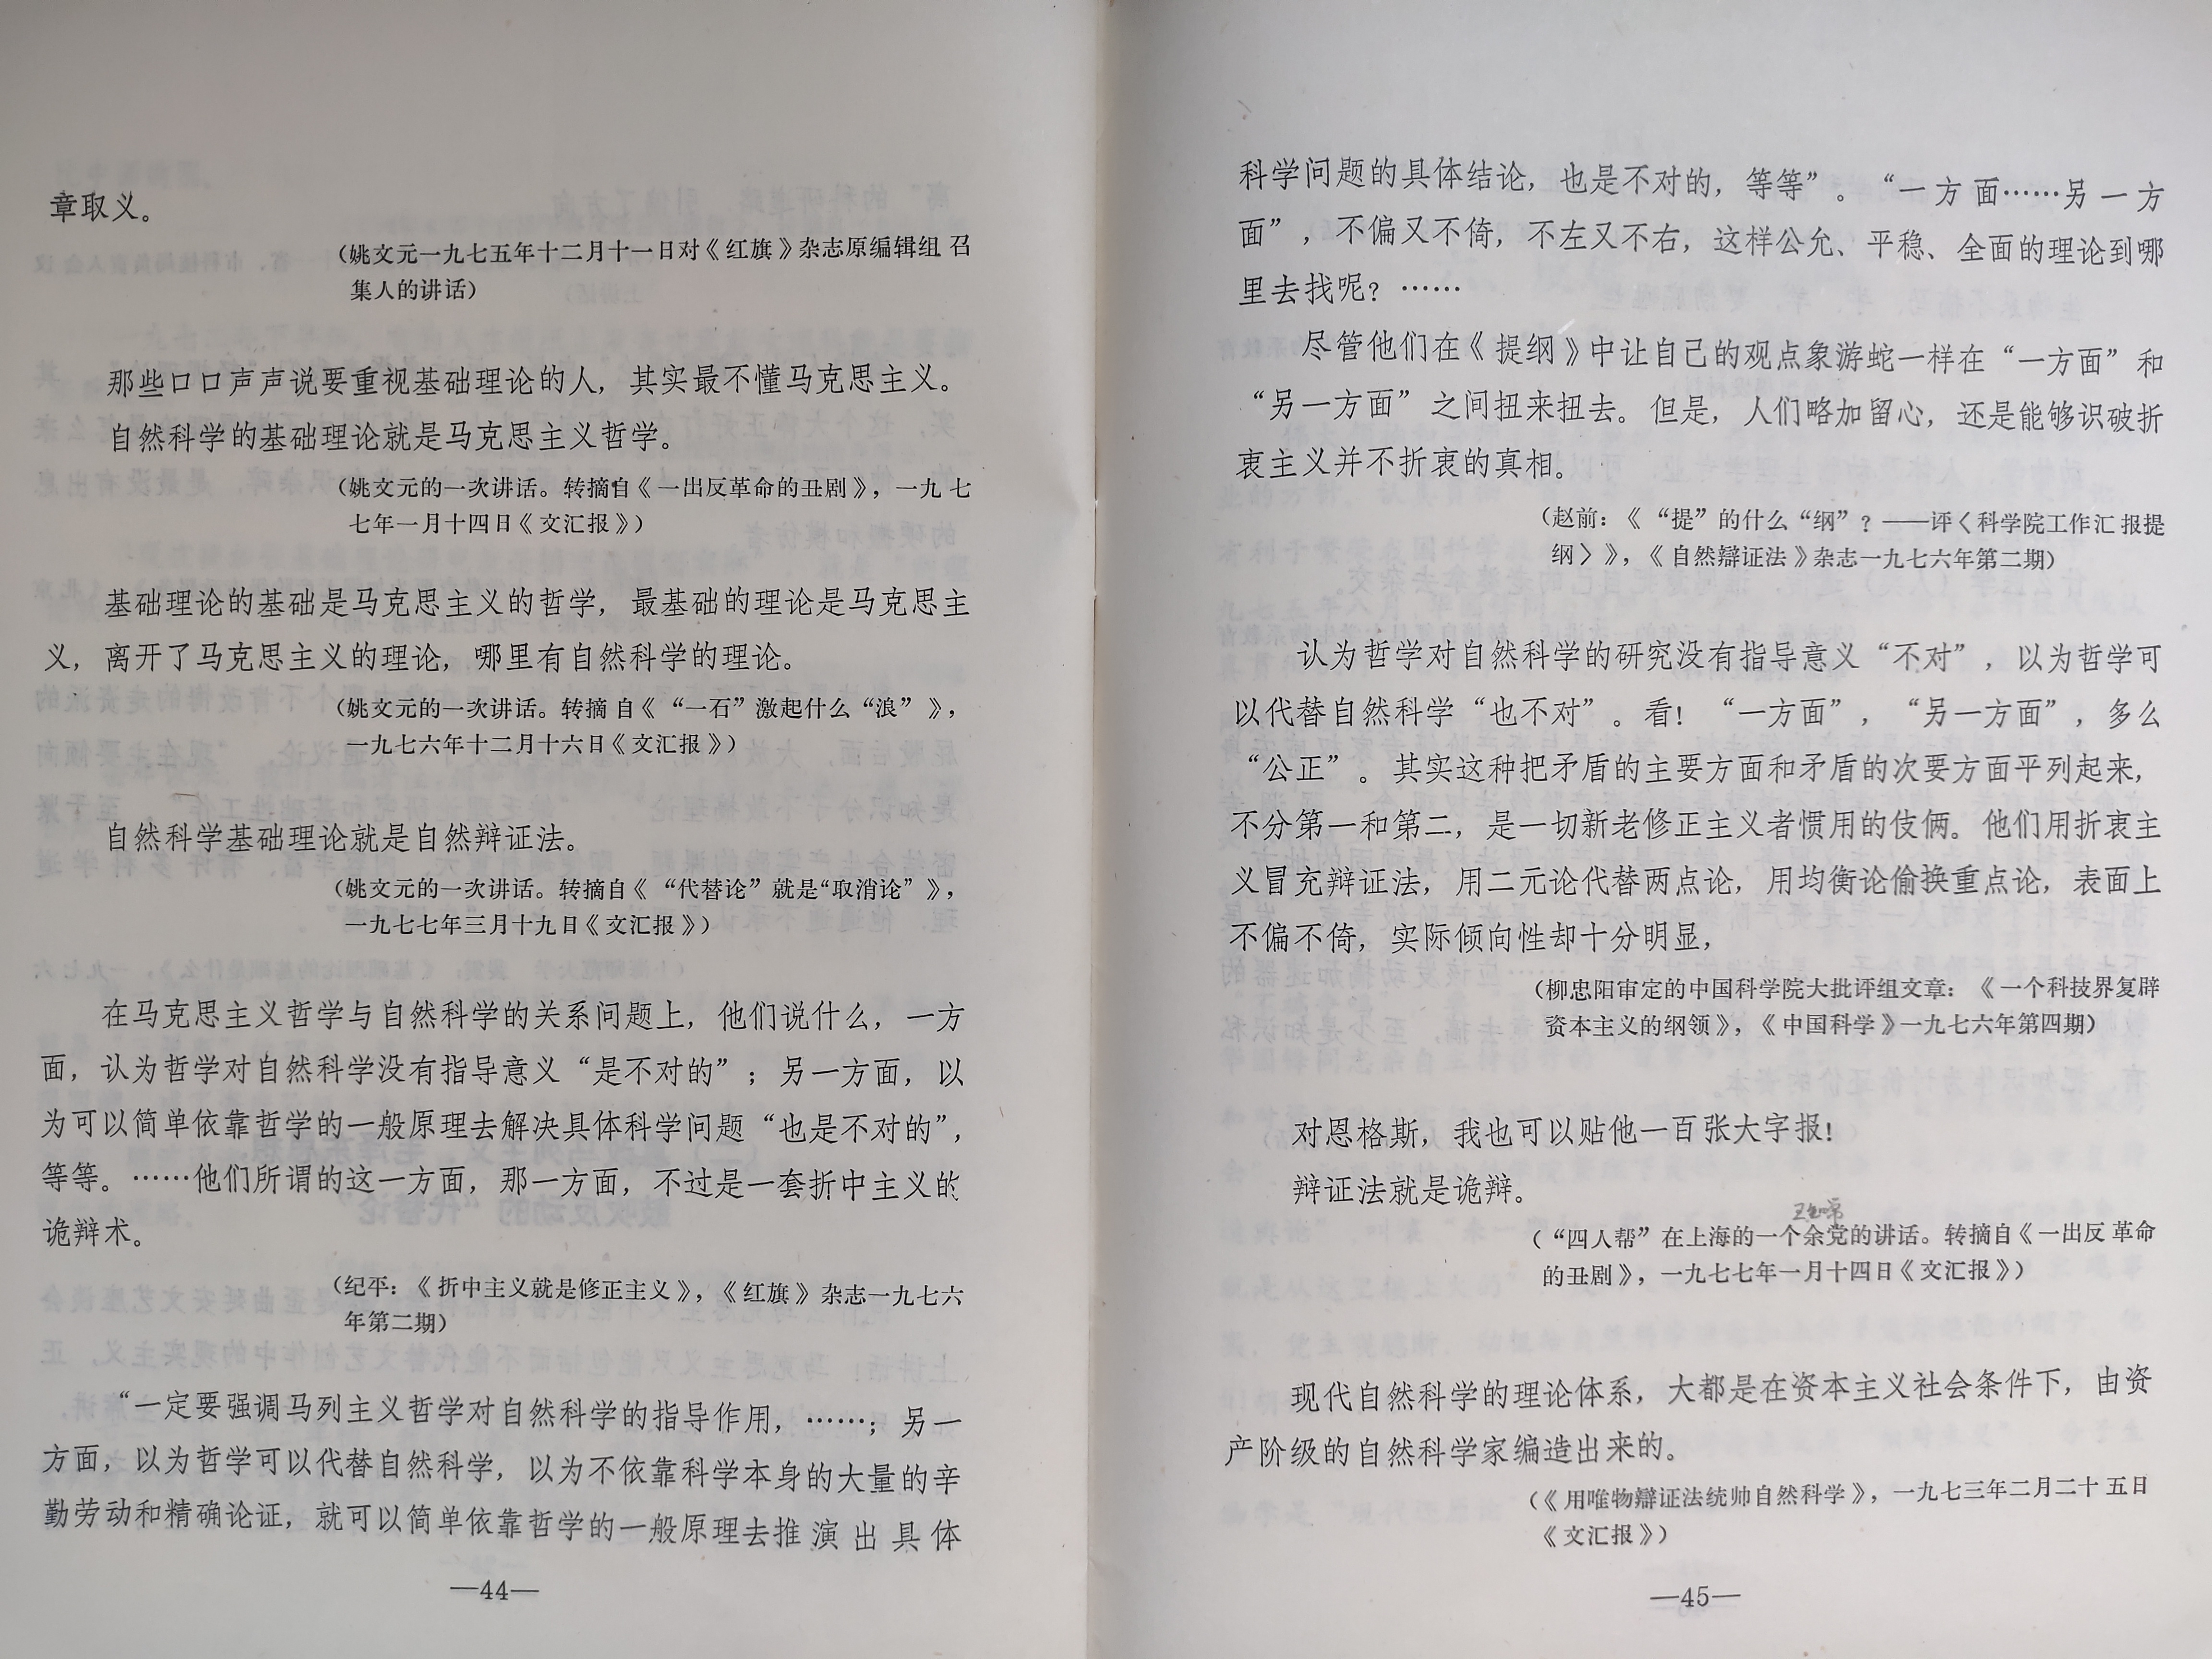 章取义。
(姚文元一九七五年十二月十一日对《红旗》杂志原编辑组 召
集人的讲话)
那些口口声声说要重视基础理论的人，其实最不懂马克思主义。
自然科学的基础理论就是马克思主义哲学。
(姚文元的一次讲话。转摘自《一出反革命的丑剧》，一九 七
七年一月十四日《文汇报》)
基础理论的基础是马克思主义的哲学，最基础的理论是马克思主
义，离开了马克思主义的理论，哪里有自然科学的理论。
(姚文元的一次讲话。转摘 自《 “一石”激起什么“浪” 》，
一九七六年十二月十六日《文汇报》)
自然科学基础理论就是自然辩证法。
(姚文元的一次讲话。转摘自《 “代替论”就是“取消论” 》，
一九七七年三月十九日《文汇报》)
在马克思主义哲学与自然科学的关系问题上，他们说什么，一方
面，认为哲学对自然科学没有指导意义“是不对的”；另一方面，以
为可以简单依靠哲学的一般原理去解决具体科学问题“也是不对的”，
等等。……他们所谓的这一方面，那一方面，不过是一套折中主义的
诡辩术。
(纪平：《折中主义就是修正主义》，《红旗》杂志一九七六
年第二期)
“一定要强调马列主义哲学对自然科学的指导作用，……；另一
方面，以为哲学可以代替自然科学，以为不依靠科学本身的大量的辛
勤劳动和精确论证，就可以简单依靠哲学的一般原理去推 演 出 具 体
—44—
科学问题的具体结论，也是不对的，等等”。“一 方 面……另 一 方
面”，不偏又不倚，不左又不右，这样公允、平稳、全面的理论到哪
里去找呢？……
尽管他们在《提纲》中让自己的观点象游蛇一样在“一方面”和
“另一方面”之间扭来扭去。但是，人们略加留心，还是能够识破折
衷主义并不折衷的真相。
(赵前：《 “提”的什么“纲”？——评〈科学院工作汇 报提
纲〉》，《自然辩证法》杂志一九七六年第二期)
认为哲学对自然科学的研究没有指导意义“不对”，以为哲学可
以代替自然科学“也不对”。看！“一方面”，“另一方面”，多么
“公正”。其实这种把矛盾的主要方面和矛盾的次要方面平列起来，
不分第一和第二，是一切新老修正主义者惯用的伎俩。他们用折衷主
义冒充辩证法，用二元论代替两点论，用均衡论偷换重点论，表面上
不偏不倚，实际倾向性却十分明显，
(柳忠阳审定的中国科学院大批评组文章：《一个科技界复辟
资本主义的纲领》，《中国科学》一九七六年第四期)
对恩格斯，我也可以贴他一百张大字报！
辩证法就是诡辩。
(“四人帮”在上海的一个余党的讲话。转摘自《一出反 革命
的丑剧》，一九七七年一月十四日《文汇报》)
现代自然科学的理论体系，大都是在资本主义社会条件下，由资
产阶级的自然科学家编造出来的。
(《用唯物辩证法统帅自然科学》，一九七三年二月二十 五日
《文汇报》)
—45—